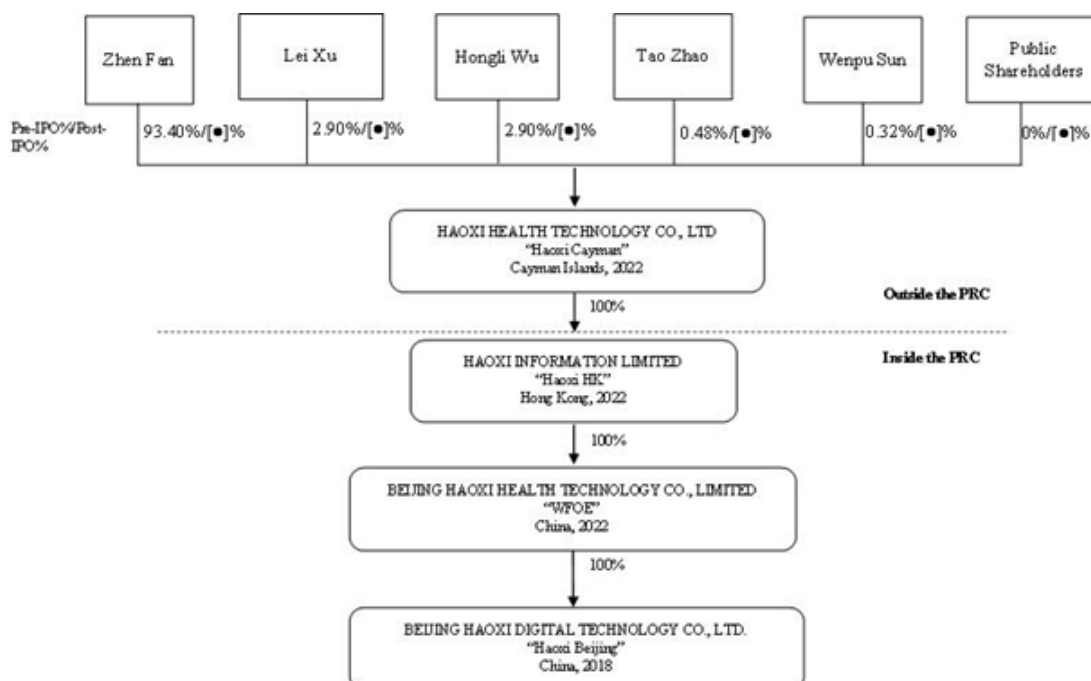 Zhen Fan
Lei Xu
Hongli Wu
Tao Zhao
Wenpu Sun
Public
Shareholders
Pre-IPO%/Post-
IPO%
93.40%/[●]%
2.90%/[●]%
2.90%/[●]%
0.48%/[●]%
0.32%/[●]%
0%/[●]%
HAOXI HEALTH TECHNOLOGY CO., LTD
“Haoxi Cayman”
Cayman Islands, 2022
Outside the PRC
100%
Inside the PRC
HAOXI INFORMATION LIMITED
“Haoxi HK”
Hong Kong, 2022
100%
BEIJING HAOXI HEALTH TECHNOLOGY CO., LIMITED
“WFOE”
China, 2022
100%
BEIJING HAOXI DIGITAL TECHNOLOGY CO., LTD.
“Haoxi Beijing”
China, 2018